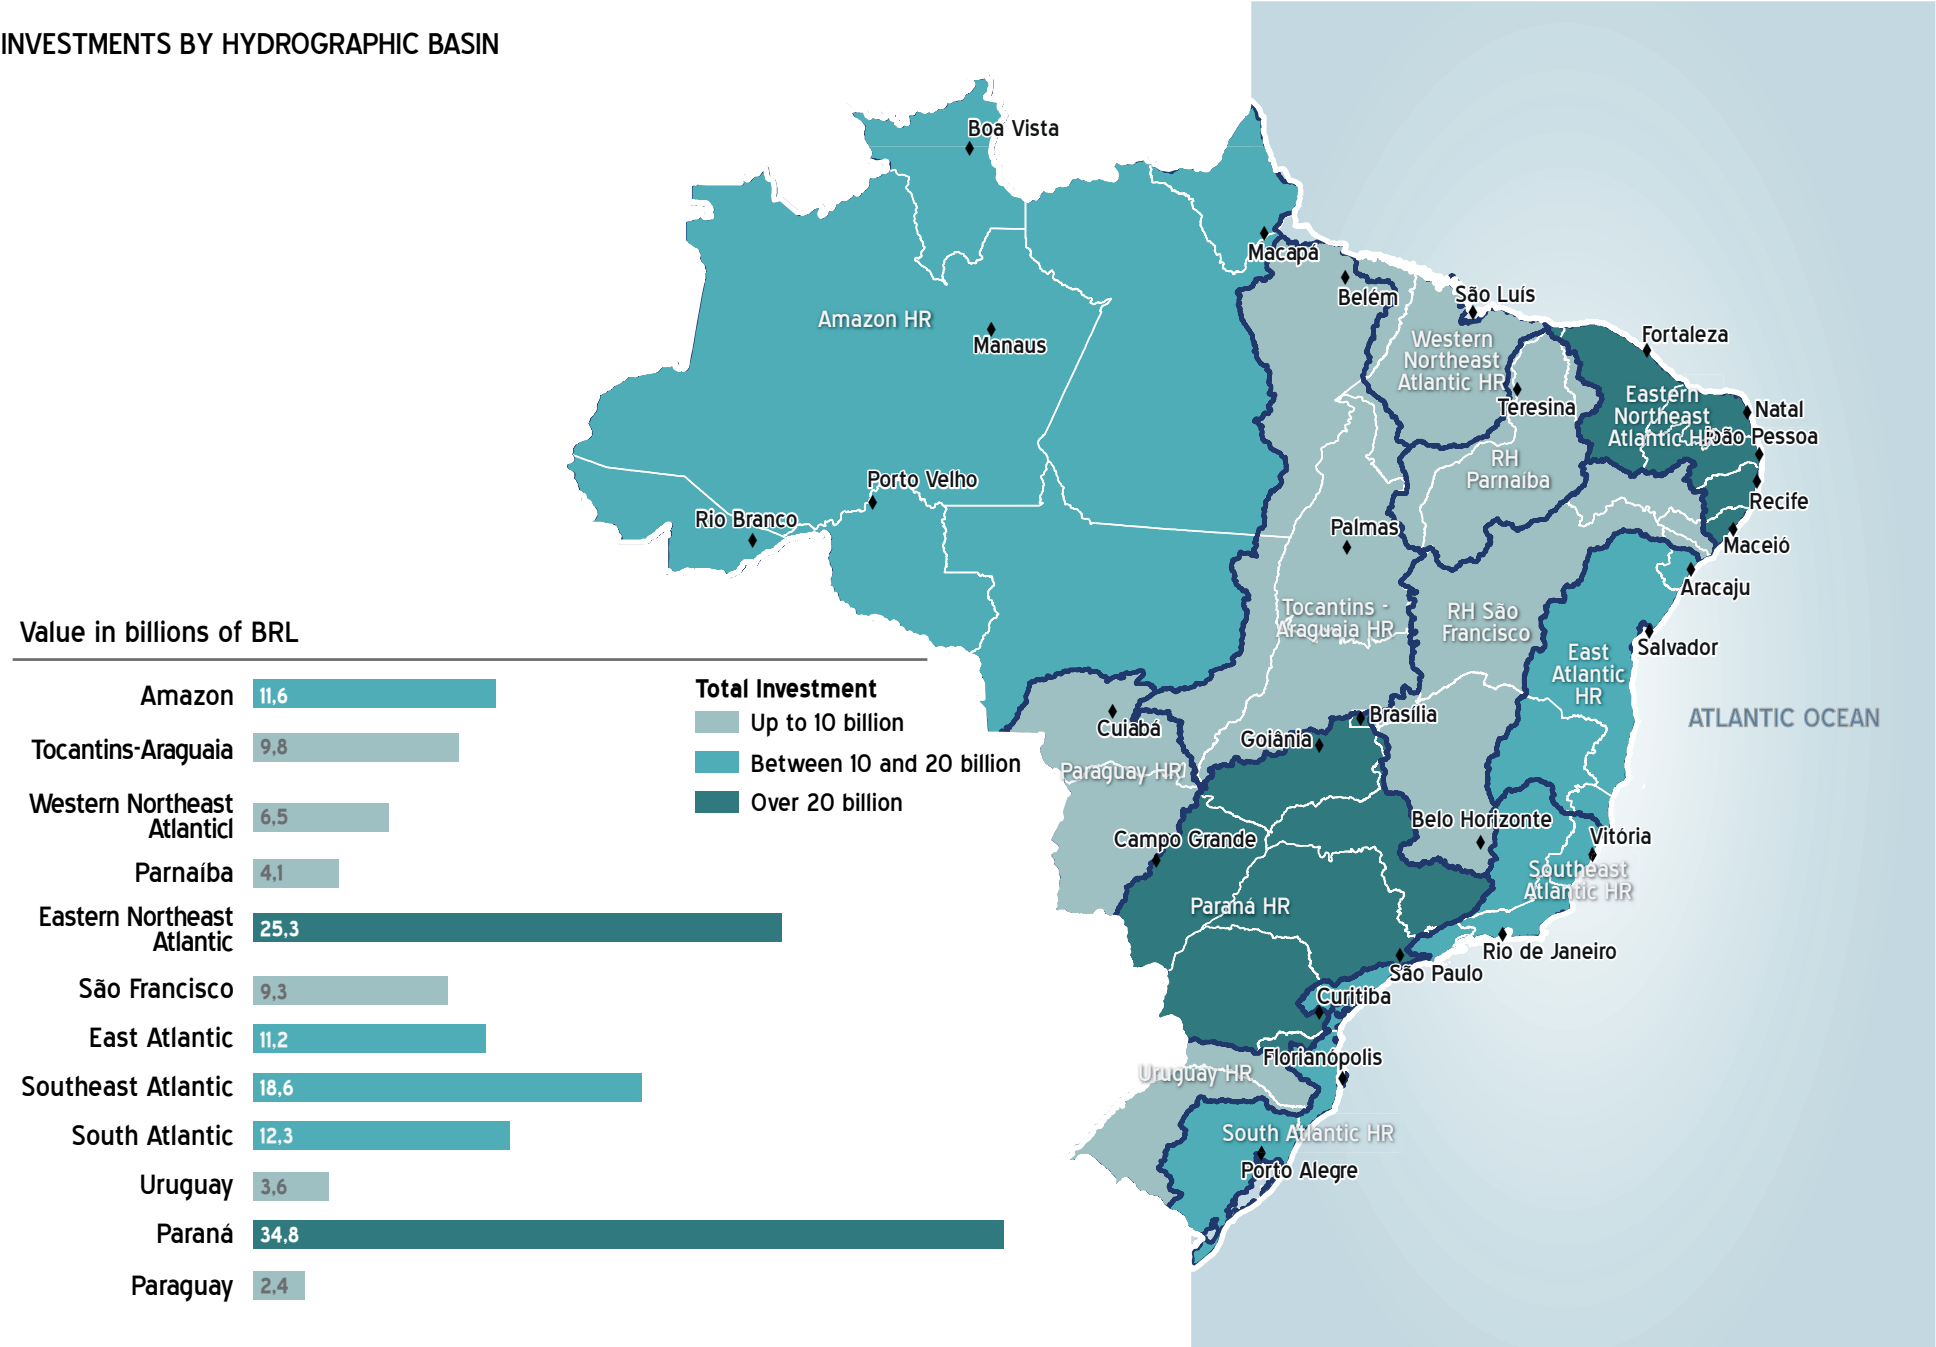 INVESTMENTS BY HYDROGRAPHIC BASIN
Value in billions of BRL
Amazon
11,6
Tocantins-Araguaia
9,8
Western Northeast
Atlanticl
6,5
Parnaíba
4,1
Eastern Northeast
Atlantic
25,3
São Francisco
9,3
East Atlantic
11,2
Southeast Atlantic
18,6
South Atlantic
12,3
Uruguay
3,6
Paraná
34,8
Paraguay
2,4
Total Investment
Up to 10 billion
Between 10 and 20 billion
Over 20 billion
Boa Vista
Macapá
Belém
São Luís
Amazon HR
Manaus
Western
Northeast
Atlantic HR
Fortaleza
Teresina
Eastern
Northeast
Atlantic HR
Natal
João Pessoa
RH
Parnaíba
Porto Velho
Rio Branco
Recife
Palmas
Maceió
Aracaju
Tocantins -
Araguaia HR
RH São
Francisco
Salvador
East
Atlantic
HR
Cuiabá
Brasília
Goiânia
ATLANTIC OCEAN
Paraguay HR
Campo Grande
Belo Horizonte
Vitória
Southeast
Atlantic HR
Paraná HR
Rio de Janeiro
São Paulo
Curitiba
Florianópolis
Uruguay HR
South Atlantic HR
Porto Alegre